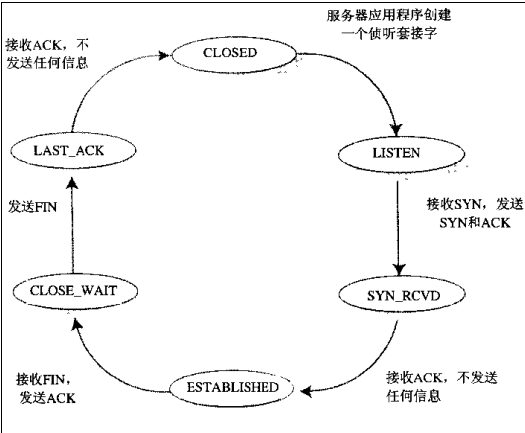 服务器应用程序创建
一个侦听套接字
接收ACK，不
发送任何信息
CLOSED
LAST_ACK
LISTEN
发送FIN
接收SYN，发送
SYN和ACK
CLOSE_WAIT
SYN_RCVD
接收FIN，
发送ACK
ESTABLISHED
接收ACK，不发送
任何信息